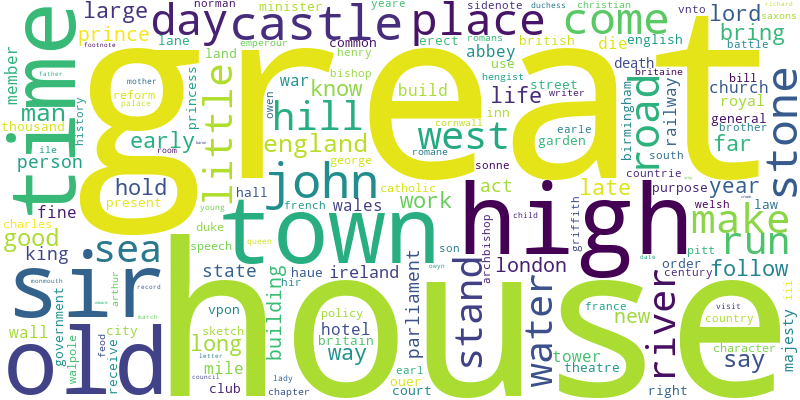 norman
minister
yeare
sidenote
duchess
christian
richard
large
day
castle
place
come
lord
vnto
saxons
prince
lane
emperour
common
romans
erect
british
english
bring
footnote
henry
use
abbey
die
battle
time
great
member
land
war
hengist
death
britaine
father
mother
bishop
know
street
church
bill
man
reform
palace
princess
owen
build
cornwall
life
writer
royal
thousand
history
little
hill
inn
birmingham
road
railway
general
stone
early
room
england
west
earle
garden
brother
ile
person
george
romane
south
far
hold
john
sonne
countrie
fine
present
hall
catholic
act
late
purpose
welsh
year
charles
young
french
wales
work
high
griffith
make
law
good
duke
town
archbishop
child
pitt
run
king
sea
speech
queen
son
london
order
date
sir
state
haue
ireland
owyn
stand
century
follow
iii
monmouth
arthur
record
building
hir
parliament
water
river
visit
majesty
house
vpon
policy
france
new
country
wall
government
march
city
sketch
hotel
britain
way
tower
character
say
old
walpole
feod
receive
long
letter
mile
earl
ouer
theatre
council
club
lady
chapter
court
right